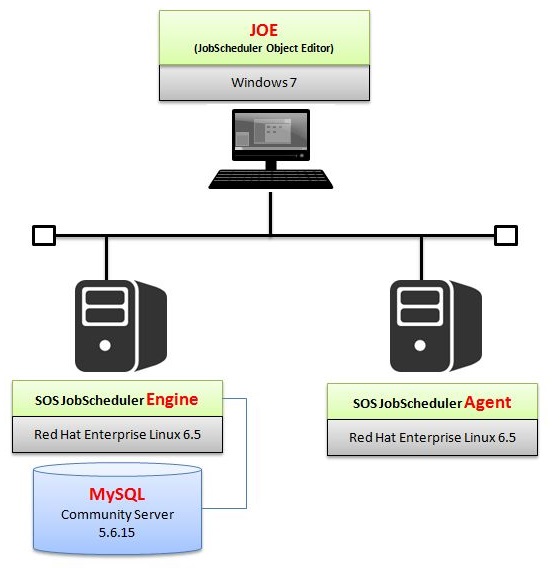 JOE
(JobScheduler Object Editor)
Windows 7
SOS JobScheduler Engine
Red Hat Enterprise Linux 6.5
SOS JobScheduler Agent
Red Hat Enterprise Linux 6.5
MySQL
Community Server
5.6.15